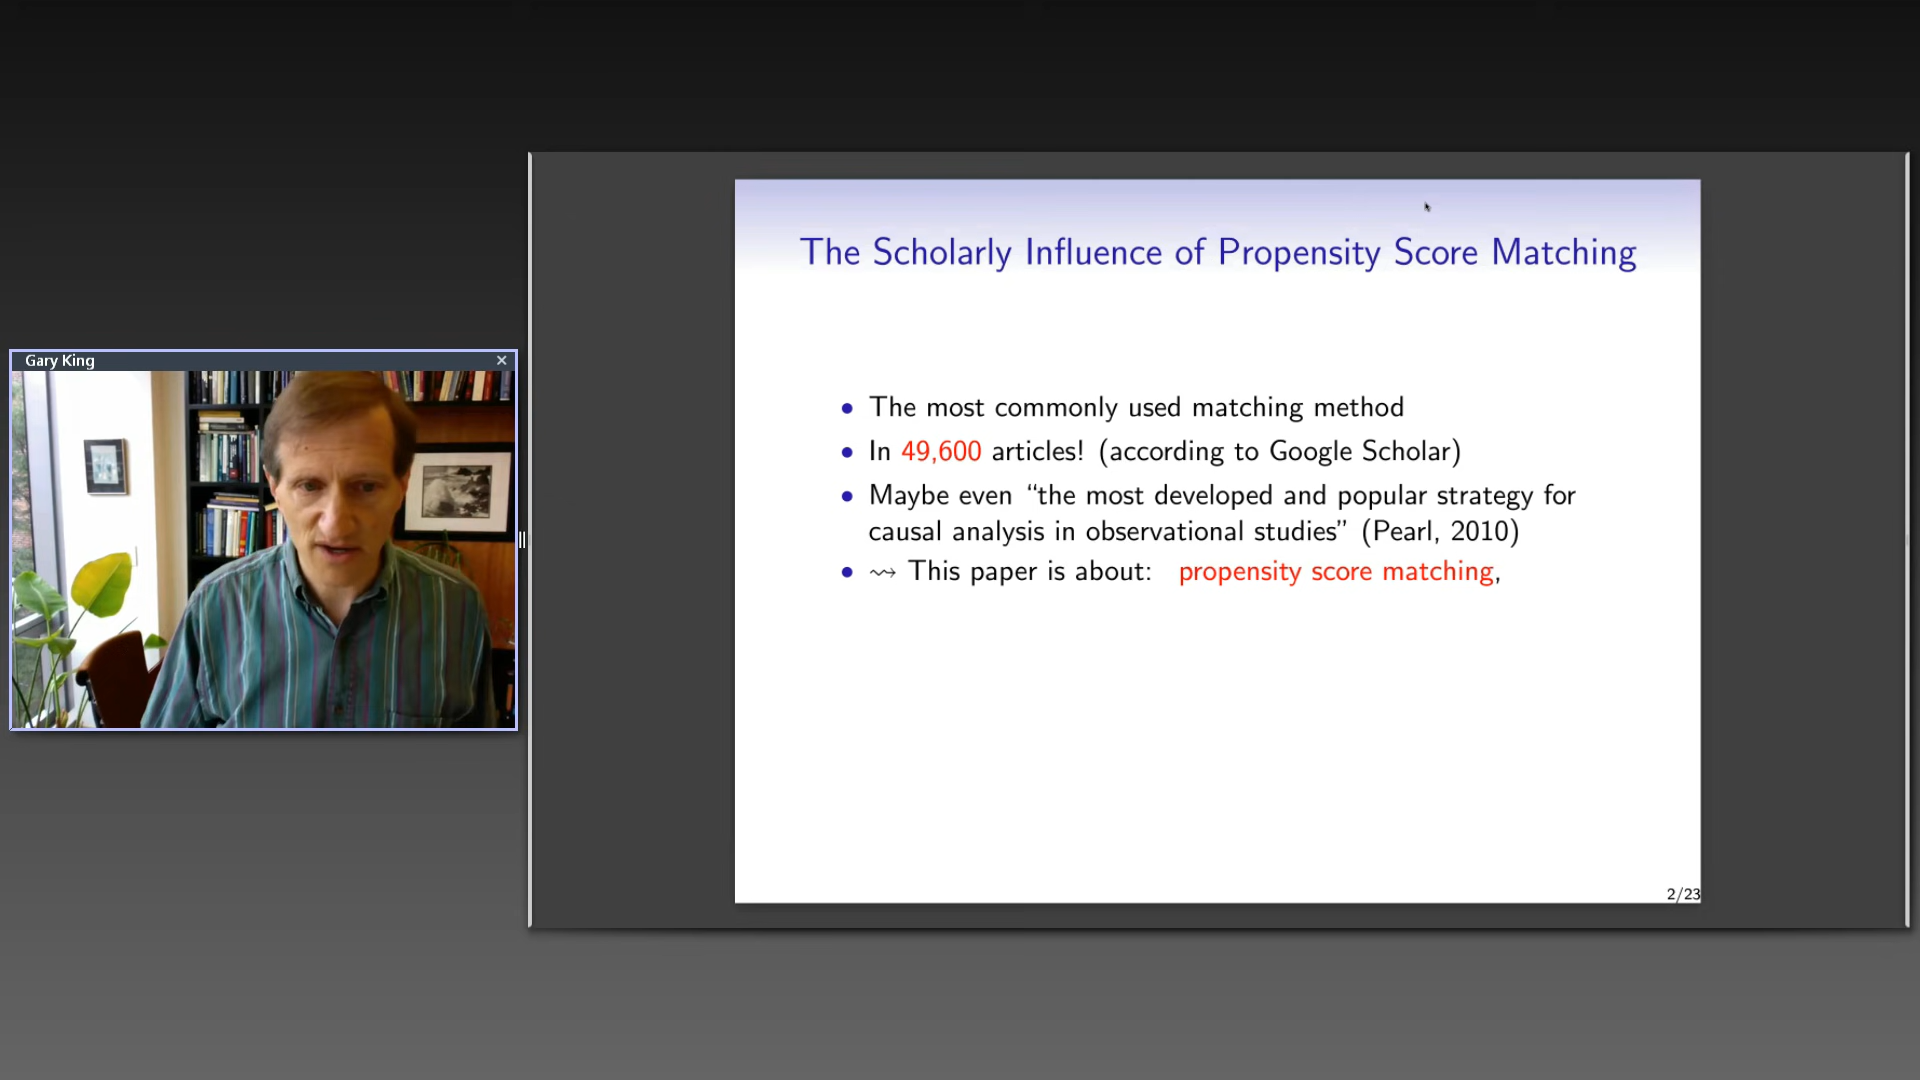 Gary King
The Scholarly Influence of Propensity Score Matching
• The most commonly used matching method
• In 49,600 articles! (according to Google Scholar)
• Maybe even “the most developed and popular strategy for
causal analysis in observational studies” (Pearl, 2010)
• ⇝ This paper is about: propensity score matching,
2/23